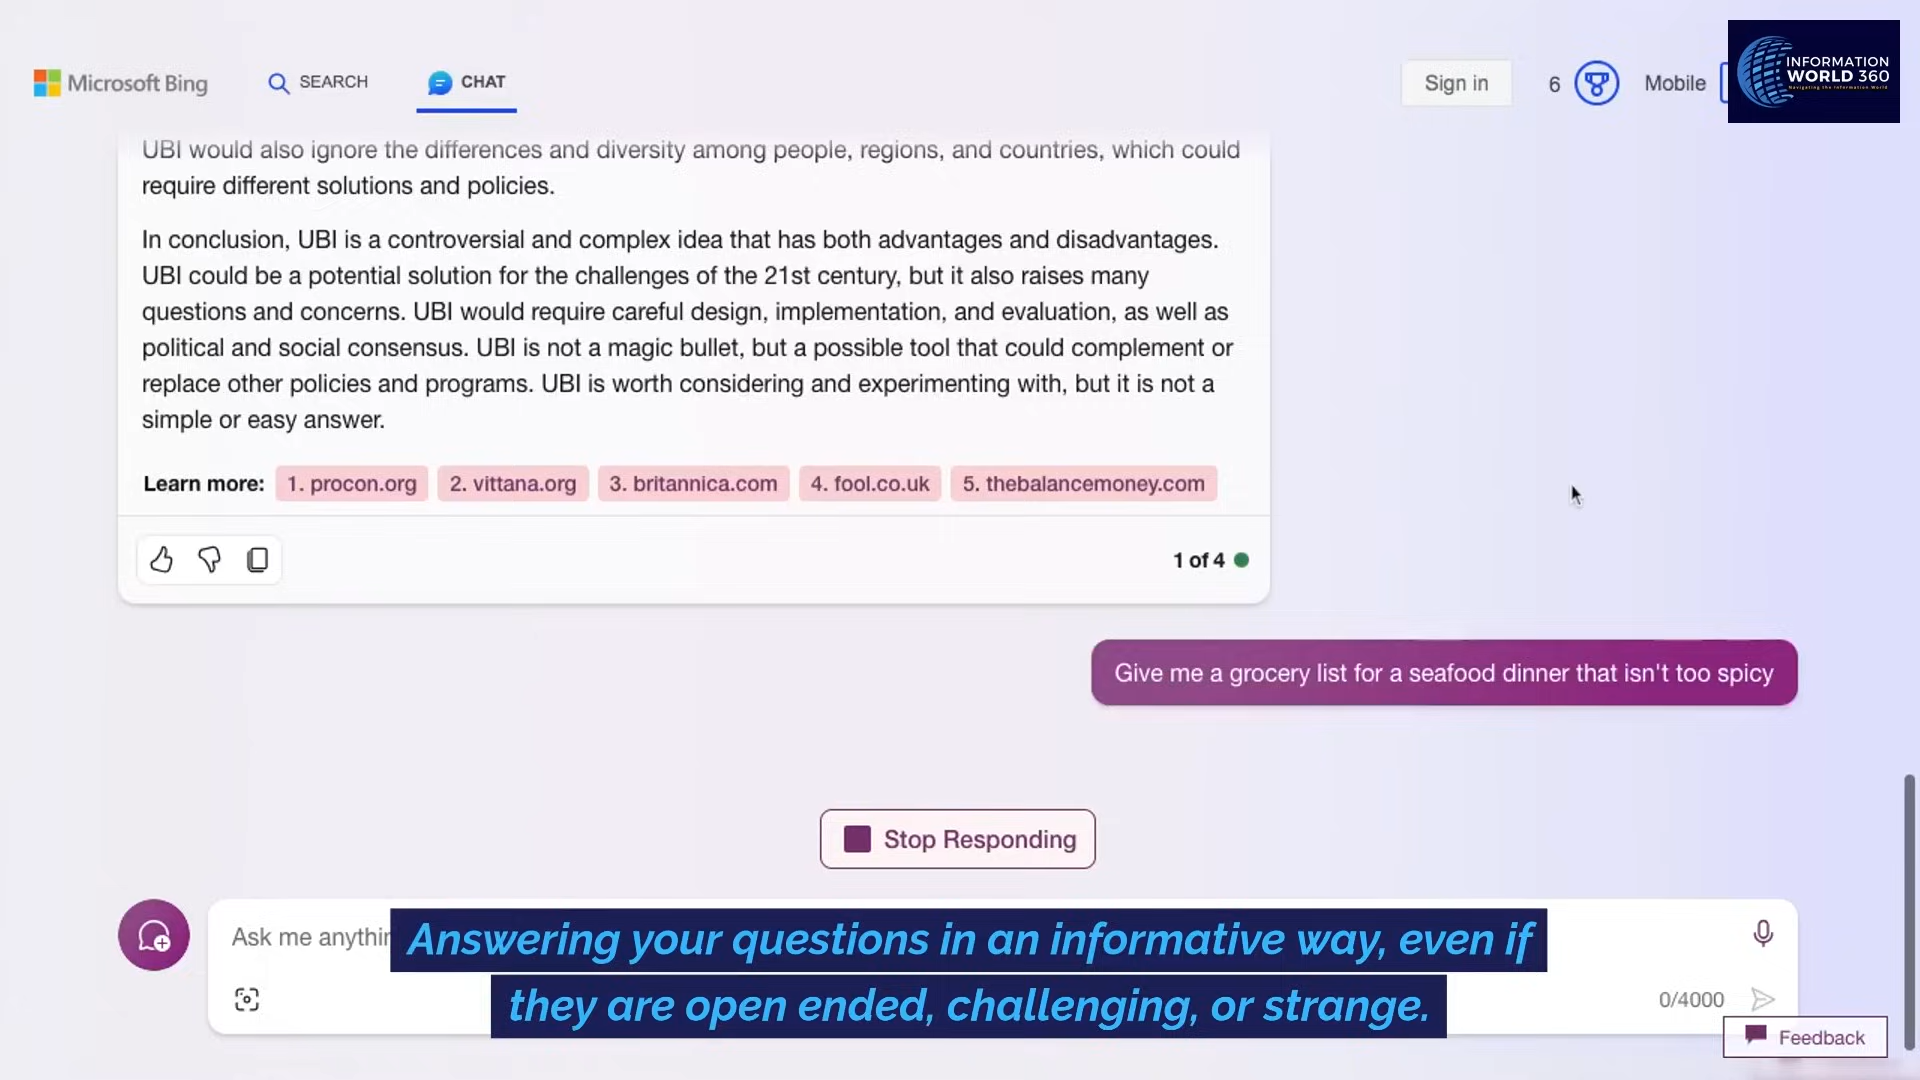 Microsoft Bing
SEARCH
CHAT
Sign in
6
Mobile
INFORMATION
WORLD 360
Navigating the Information World
UBI would also ignore the differences and diversity among people, regions, and countries, which could
require different solutions and policies.
In conclusion, UBI is a controversial and complex idea that has both advantages and disadvantages.
UBI could be a potential solution for the challenges of the 21st century, but it also raises many
questions and concerns. UBI would require careful design, implementation, and evaluation, as well as
political and social consensus. UBI is not a magic bullet, but a possible tool that could complement or
replace other policies and programs. UBI is worth considering and experimenting with, but it is not a
simple or easy answer.
Learn more: 1. procon.org 2. vittana.org 3. britannica.com 4. fool.co.uk 5. thebalancemoney.com
1 of 4
Give me a grocery list for a seafood dinner that isn't too spicy
Stop Responding
Ask me
Answering your questions in an informative way, even if
they are open ended, challenging, or strange.
0/4000
Feedback